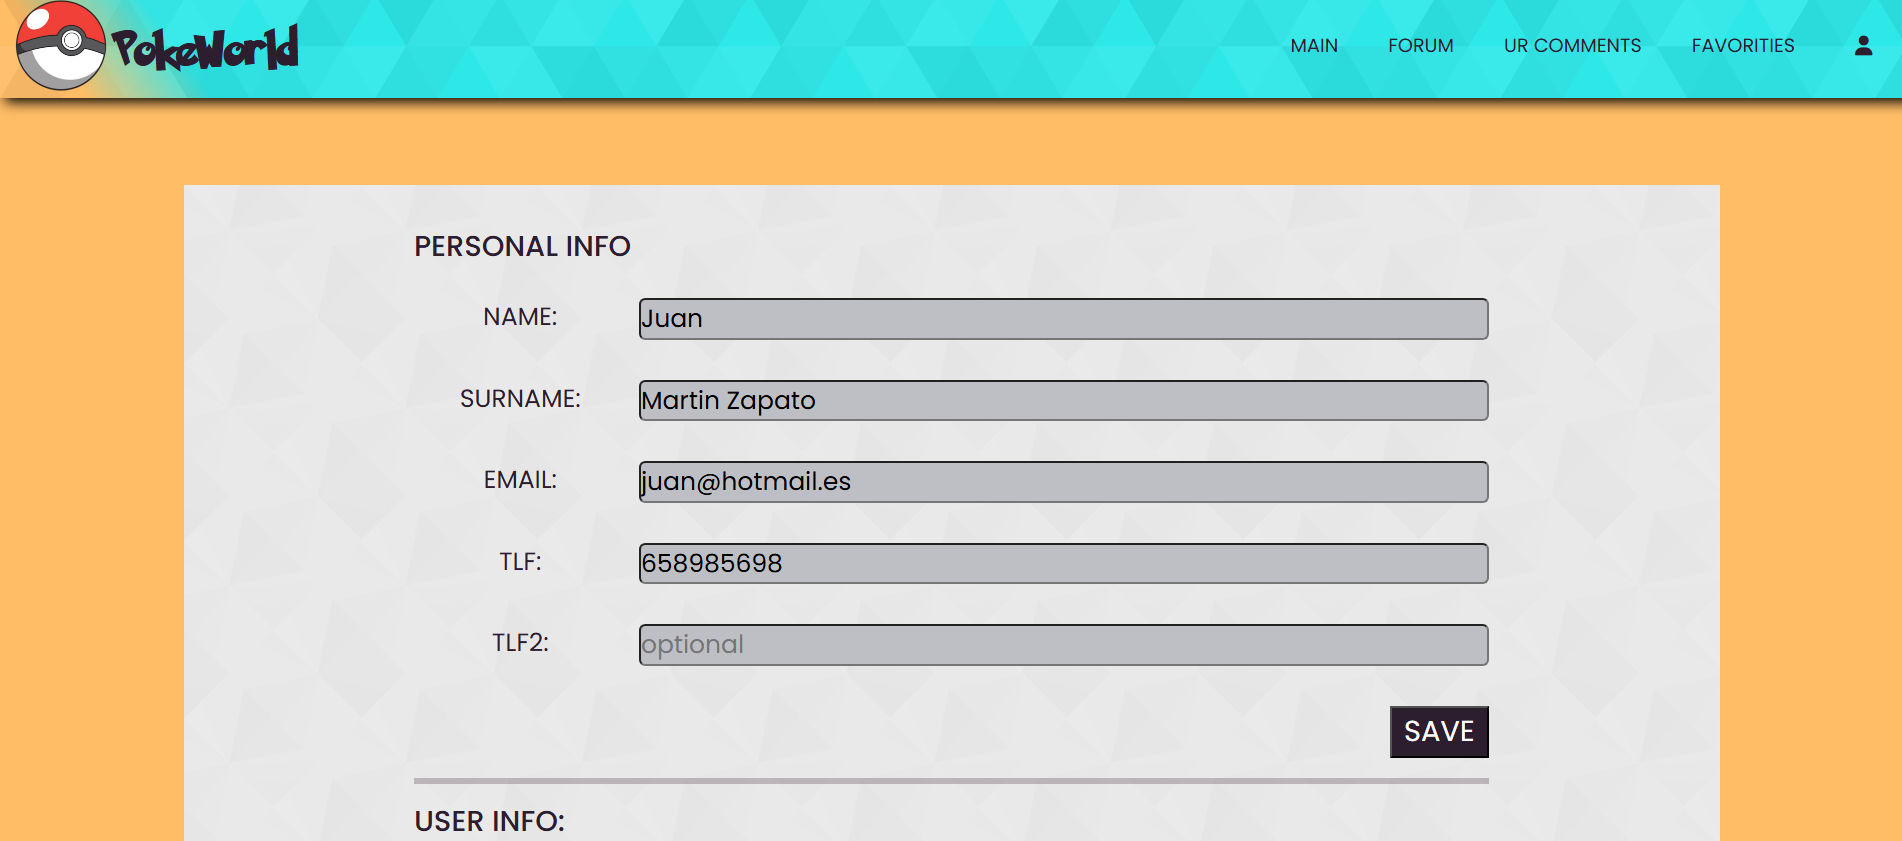 PokeWorld
MAIN FORUM UR COMMENTS FAVORITIES
PERSONAL INFO
NAME: Juan
SURNAME: Martin Zapato
EMAIL: juan@hotmail.es
TLF: 658985698
TLF2: optional
SAVE
USER INFO: